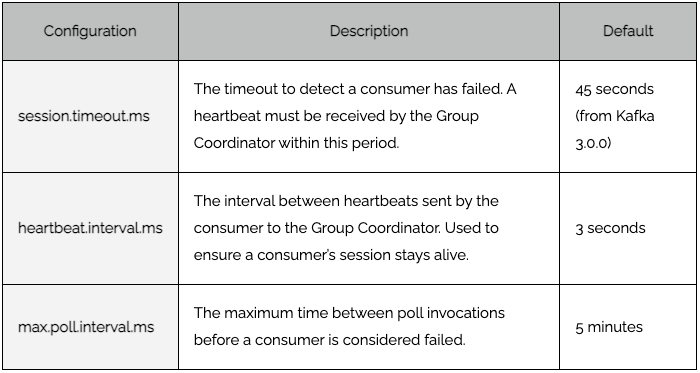 Configuration Description Default
session.timeout.ms
The timeout to detect a consumer has failed. A
heartbeat must be received by the Group
Coordinator within this period.
45 seconds
(from Kafka
3.0.0)
heartbeat.interval.ms
The interval between heartbeats sent by the
consumer to the Group Coordinator. Used to
ensure a consumer's session stays alive.
3 seconds
max.poll.interval.ms
The maximum time between poll invocations
before a consumer is considered failed.
5 minutes